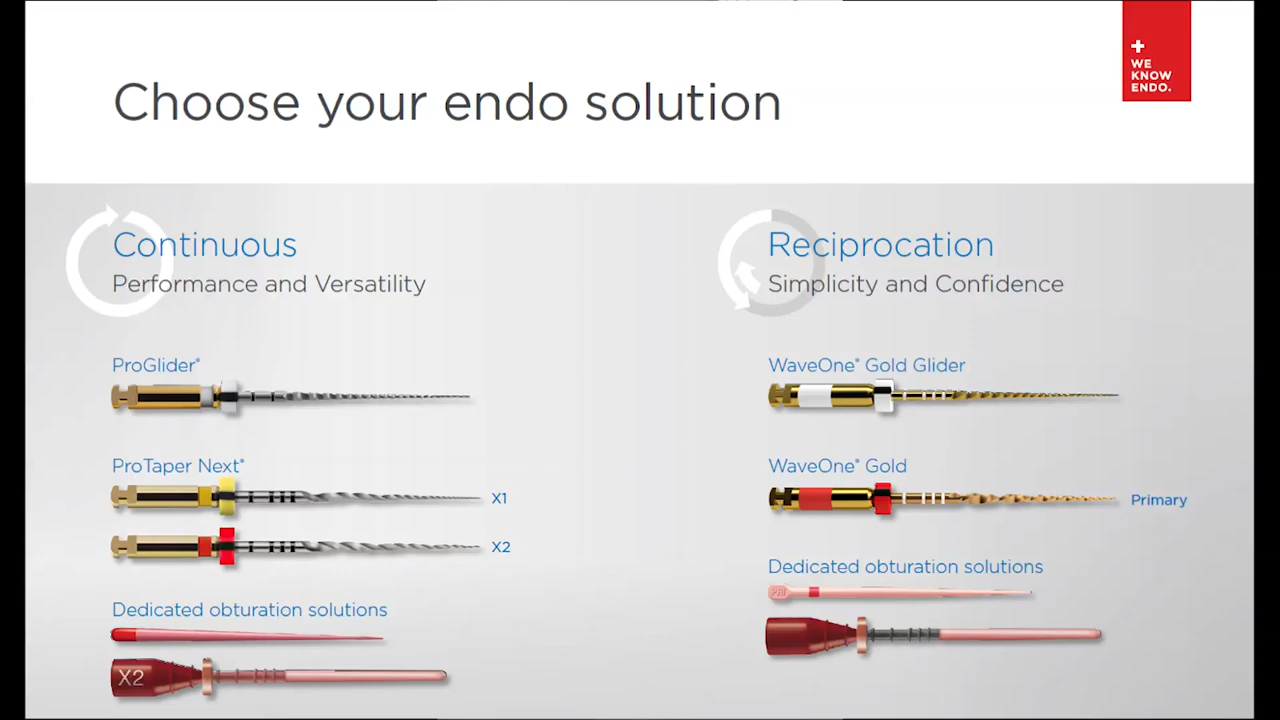 Choose your endo solution
+
WE
KNOW
ENDO.
Continuous
Performance and Versatility
ProGlider®
ProTaper Next®
X1
X2
Dedicated obturation solutions
X2
Reciprocation
Simplicity and Confidence
WaveOne® Gold Glider
WaveOne® Gold
Primary
Dedicated obturation solutions
PRI